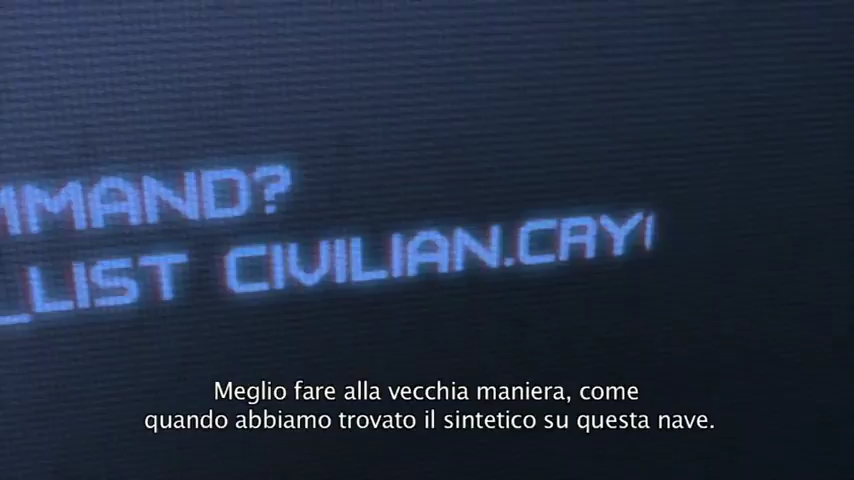 MMAND?
_LIST CIVILIAN.CRY
Meglio fare alla vecchia maniera, come
quando abbiamo trovato il sintetico su questa nave.